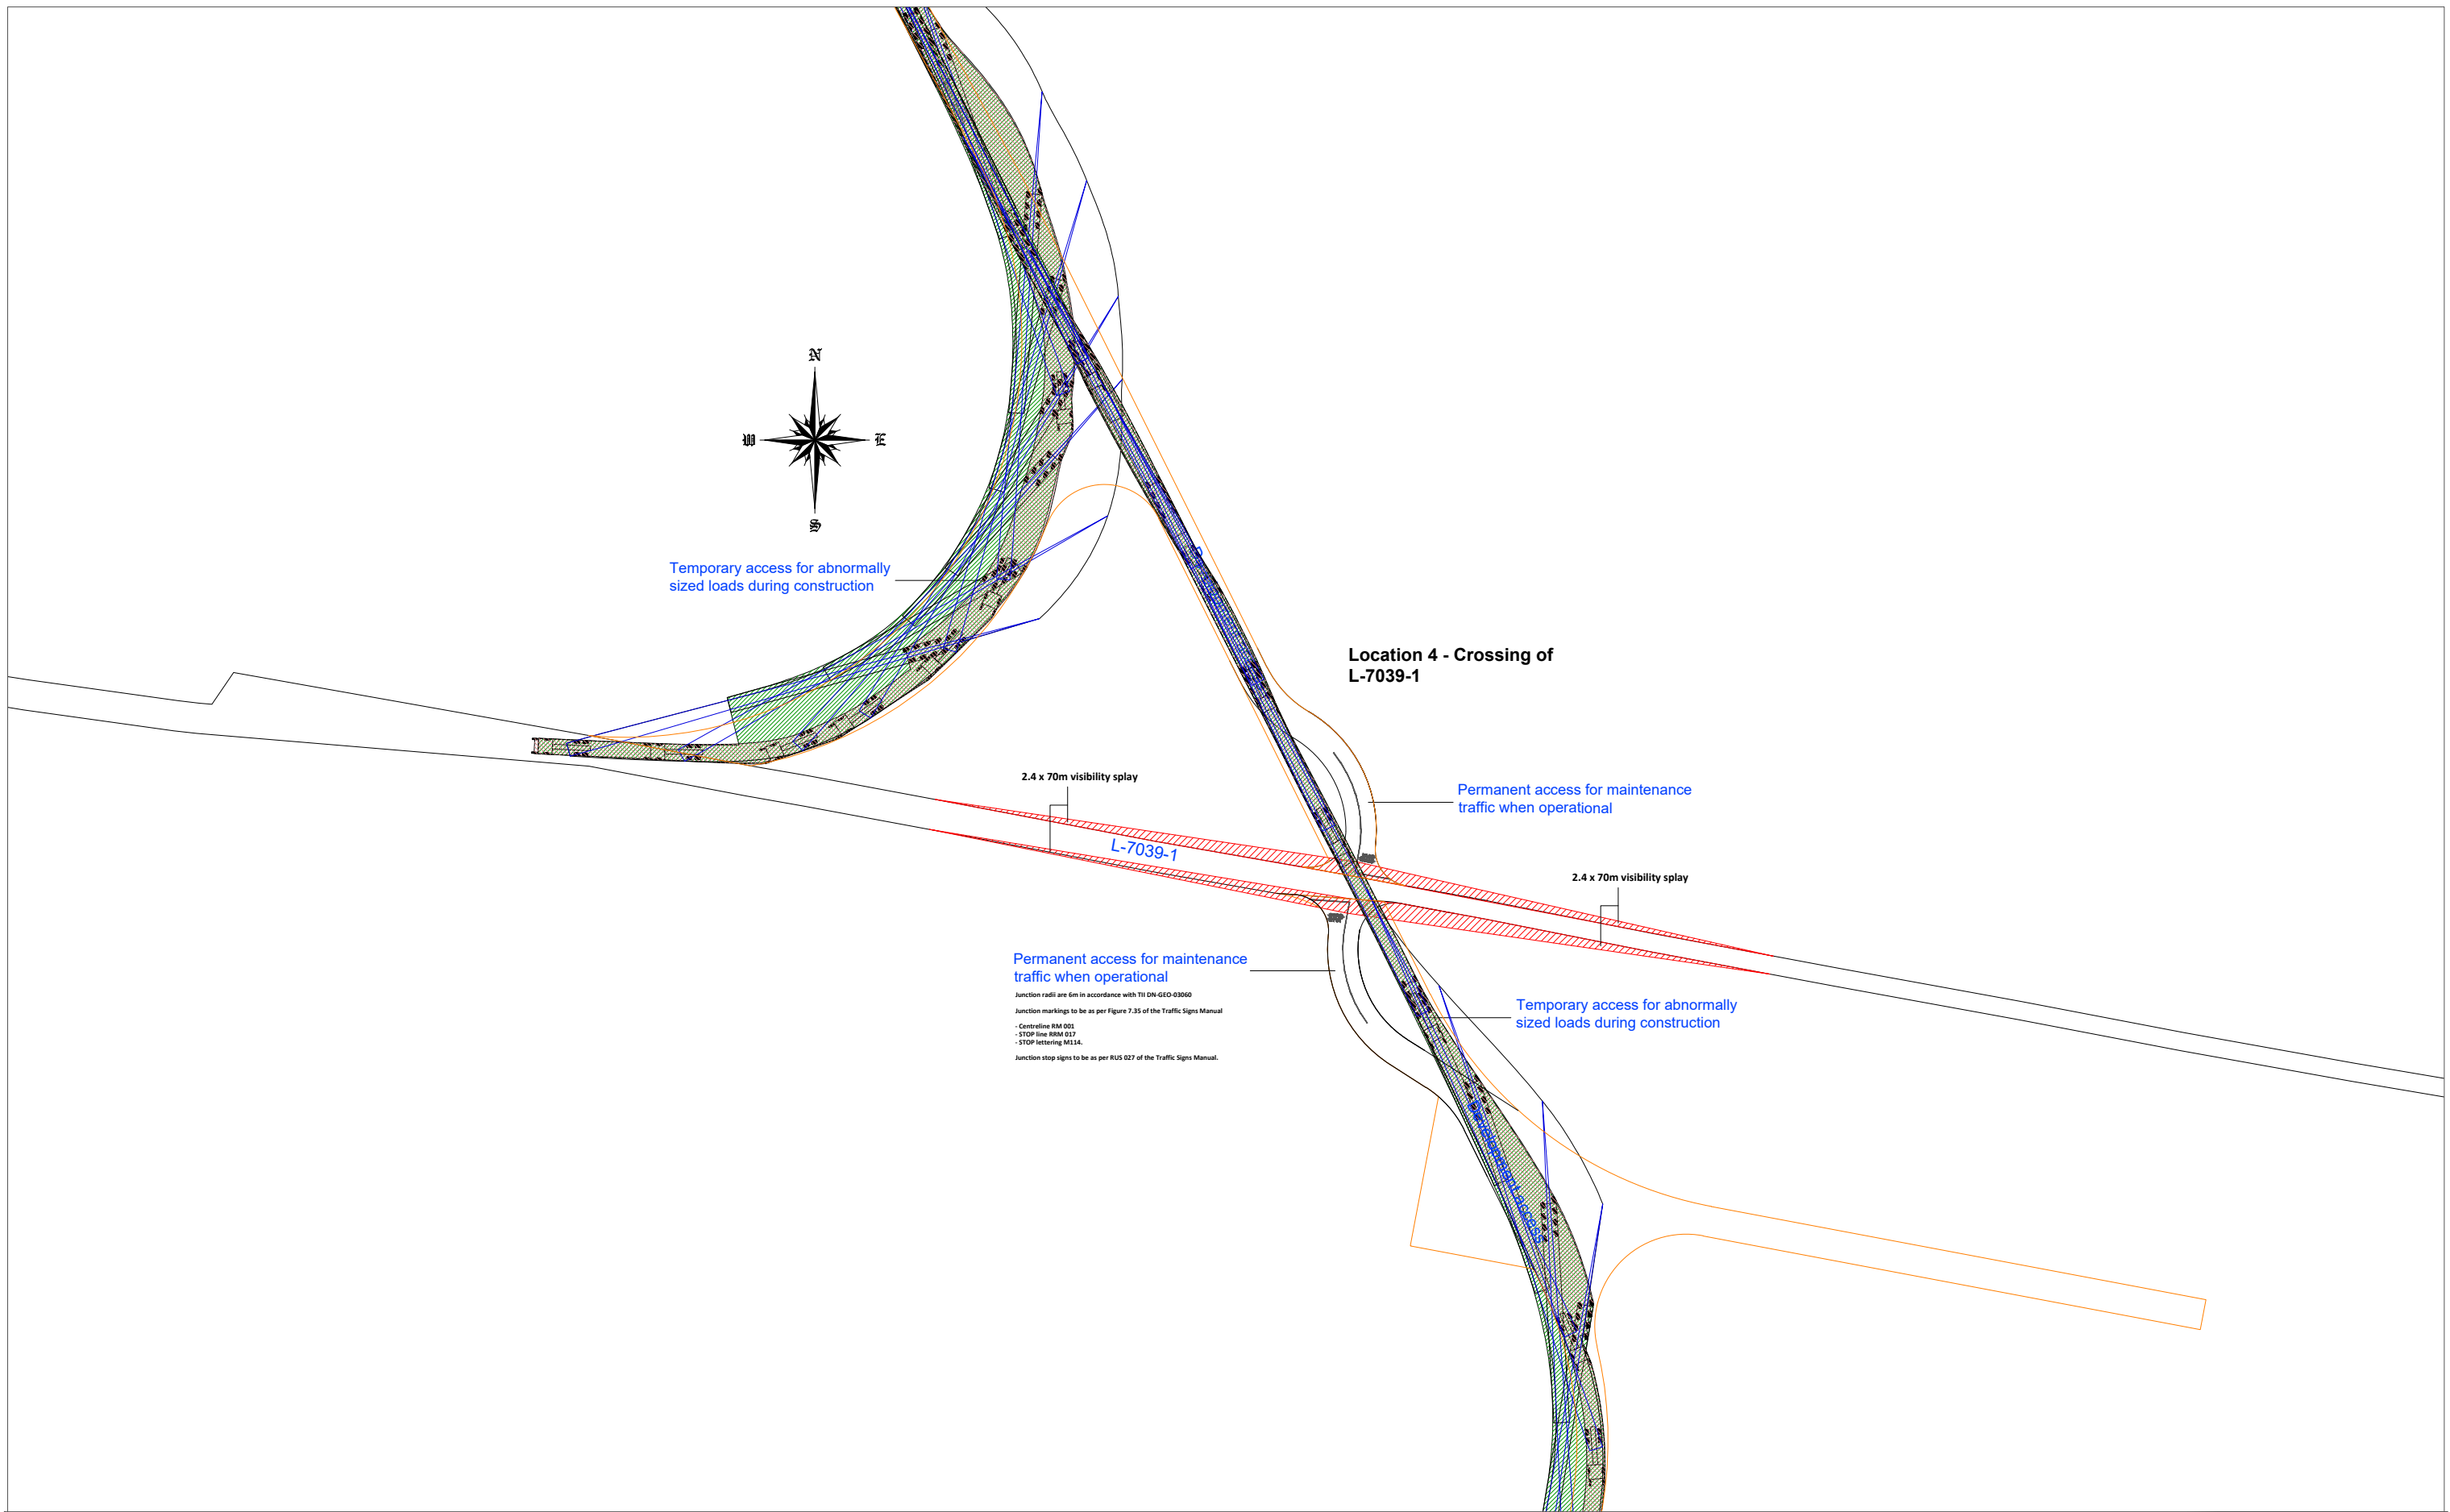 N
W
E
S
Temporary access for abnormally
sized loads during construction
Location 4 - Crossing of
L-7039-1
2.4 x 70m visibility splay
Permanent access for maintenance
traffic when operational
L-7039-1
2.4 x 70m visibility splay
STOP
Permanent access for maintenance
traffic when operational
Junction radii are 6m in accordance with TII DN-GEO-03060
Junction markings to be as per Figure 7.35 of the Traffic Signs Manual
- Centreline RM 001
- STOP line RRM 017
- STOP lettering M114.
Junction stop signs to be as per RUS 027 of the Traffic Signs Manual.
Temporary access for abnormally
sized loads during construction
Development access